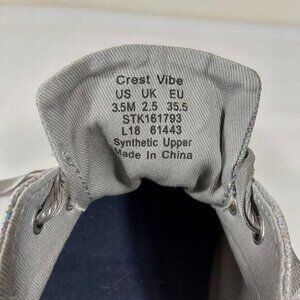 Crest Vibe
US UK EU
3.5M 2.5 35.5
STK161793
L18 61443
Synthetic Upper
Made In China